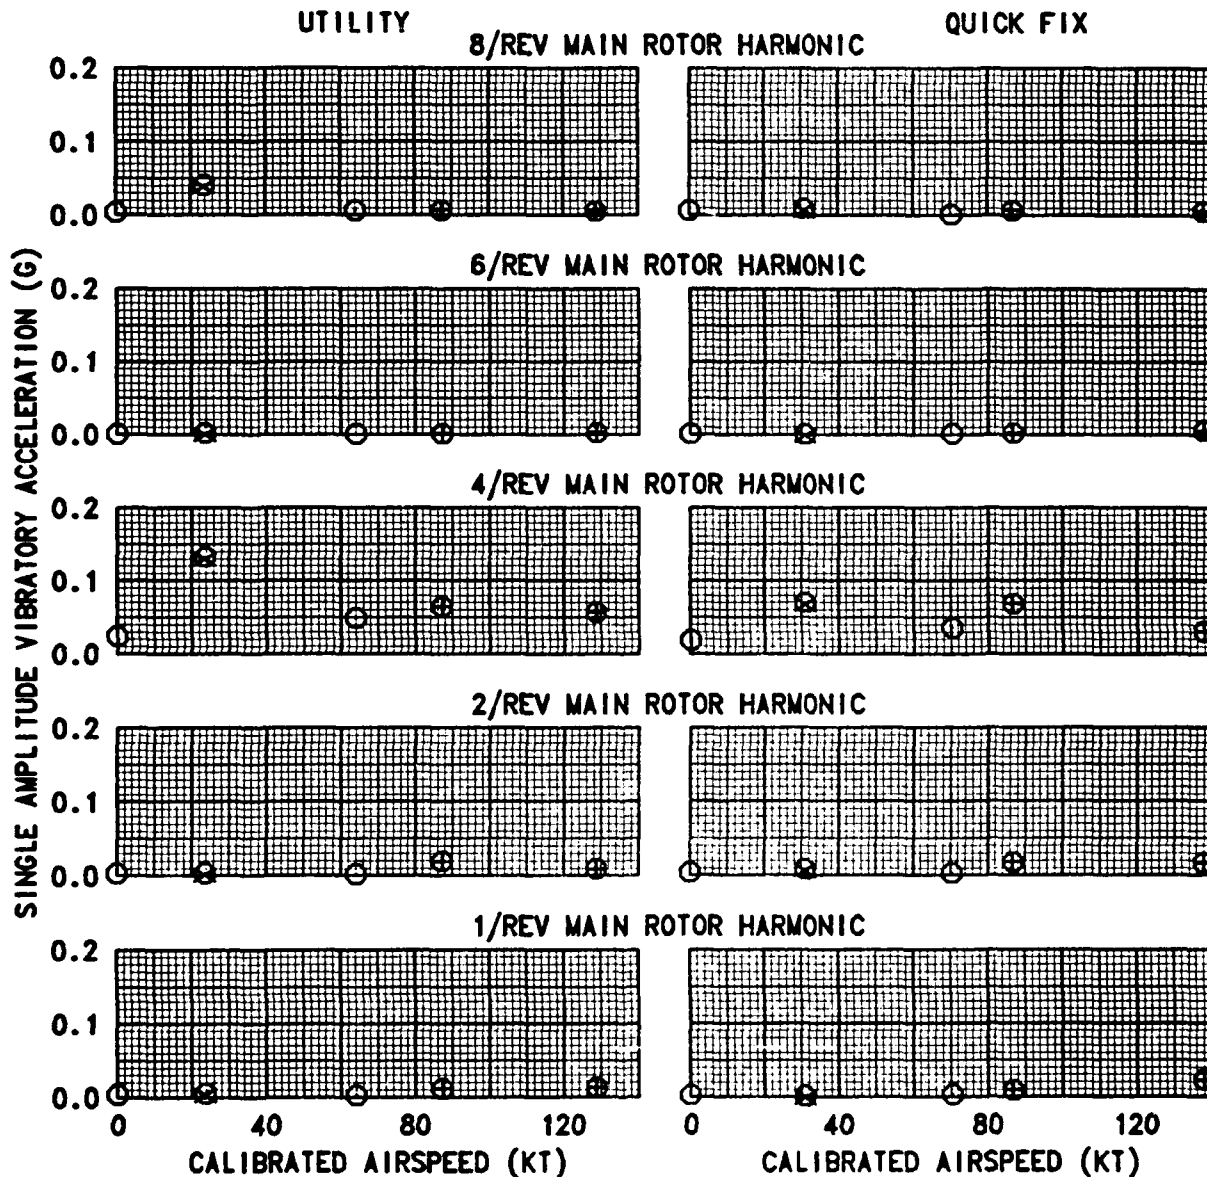 UTILITY QUICK FIX
8/REV MAIN ROTOR HARMONIC
0.2
0.1
0.0
6/REV MAIN ROTOR HARMONIC
0.2
0.1
0.0
4/REV MAIN ROTOR HARMONIC
0.2
0.1
0.0
2/REV MAIN ROTOR HARMONIC
0.2
0.1
0.0
1/REV MAIN ROTOR HARMONIC
0.2
0.1
0.0
SINGLE AMPLITUDE VIBRATORY ACCELERATION (G)
0 40 80 120 0 40 80 120
CALIBRATED AIRSPEED (KT) CALIBRATED AIRSPEED (KT)